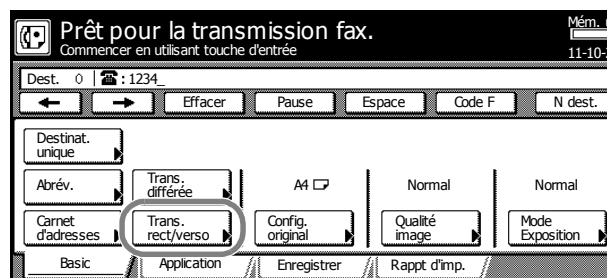 Prêt pour la transmission fax.
Commencer en utilisant touche d'entrée
Mém.
11-10-
Dest. 0 ☎:1234_
Effacer Pause Espace Code F N dest.
Destinat.
unique
Abrév. Trans.
différée A4 Normal Normal
Carnet
d'adresses Trans.
rect/verso Config.
original Qualité
image Mode
Exposition
Basic Application Enregistrer Rappt d'imp.